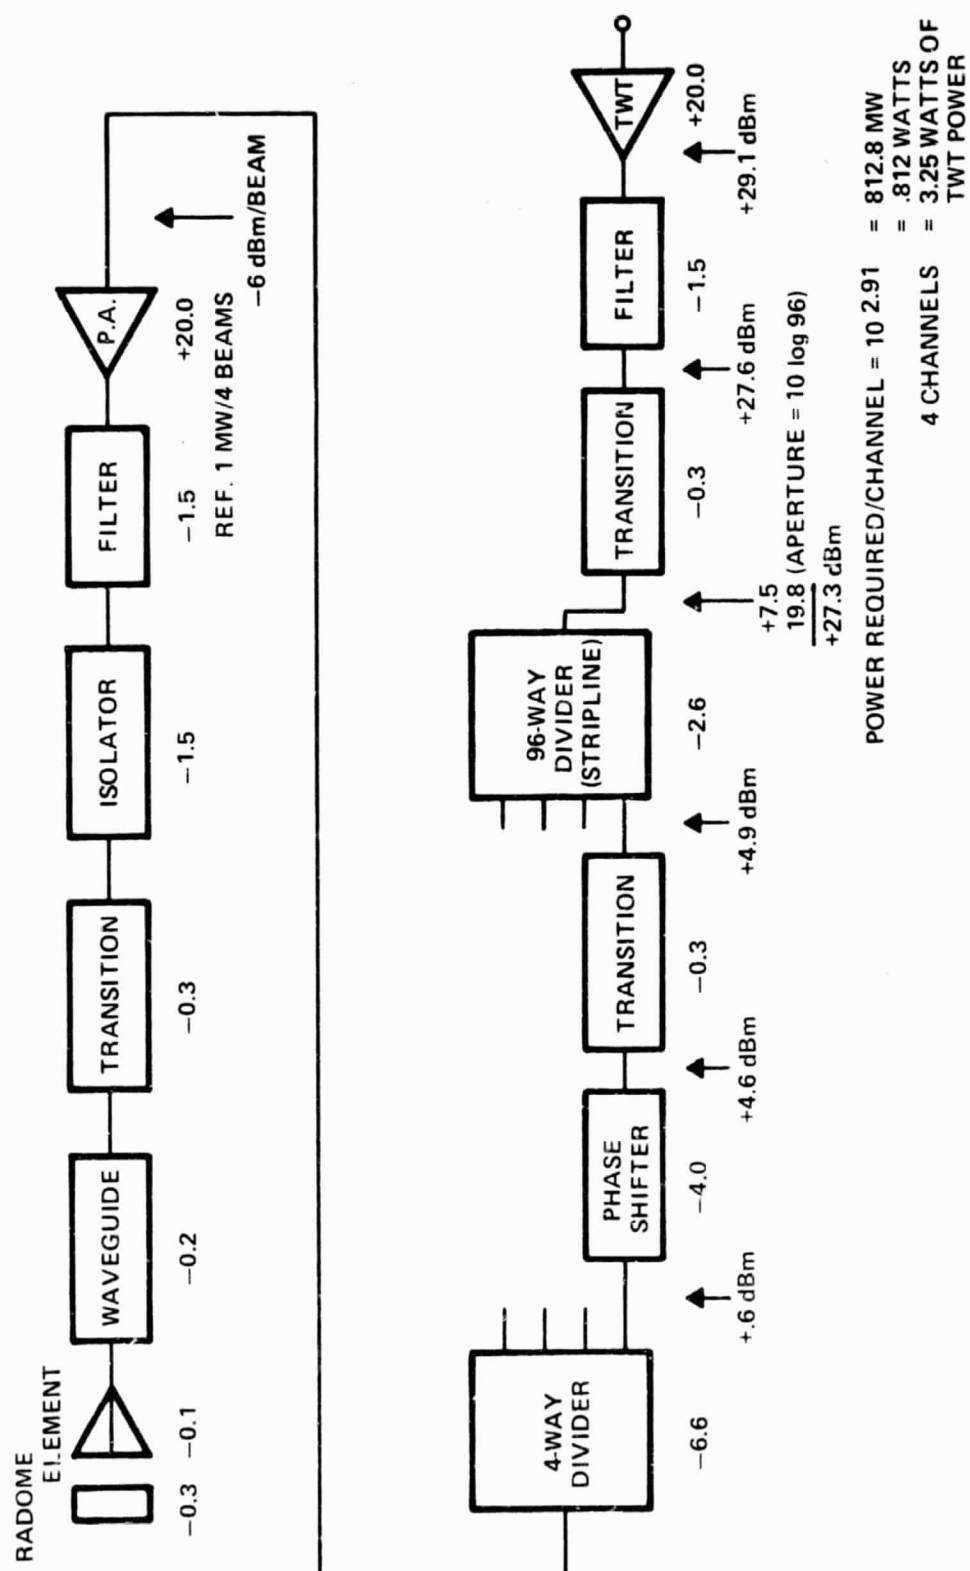 RADOME
ELEMENT
WAVEGUIDE
TRANSITION
ISOLATOR
FILTER
P.A.
−0.3
−0.1
−0.2
−0.3
−1.5
−1.5
+20.0
REF. 1 MW/4 BEAMS
−6 dBm/BEAM
4-WAY
DIVIDER
PHASE
SHIFTER
TRANSITION
96-WAY
DIVIDER
(STRIPLINE)
TRANSITION
FILTER
TWT
−6.6
−4.0
−0.3
−2.6
−0.3
−1.5
+20.0
+.6 dBm
+4.6 dBm
+4.9 dBm
+7.5
19.8 (APERTURE = 10 log 96)
+27.3 dBm
+27.6 dBm
+29.1 dBm
POWER REQUIRED/CHANNEL = 10 2.91 = 812.8 MW
= .812 WATTS
4 CHANNELS = 3.25 WATTS OF
TWT POWER